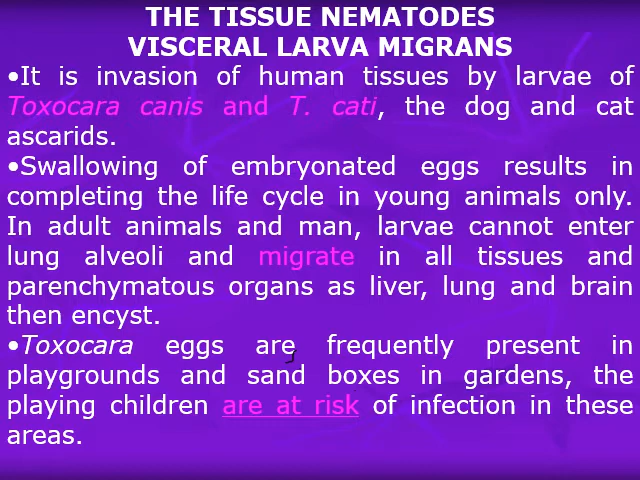 THE TISSUE NEMATODES
VISCERAL LARVA MIGRANS
•It is invasion of human tissues by larvae of
Toxocara canis and T. cati, the dog and cat
ascarids.
•Swallowing of embryonated eggs results in
completing the life cycle in young animals only.
In adult animals and man, larvae cannot enter
lung alveoli and migrate in all tissues and
parenchymatous organs as liver, lung and brain
then encyst.
•Toxocara eggs are frequently present in
playgrounds and sand boxes in gardens, the
playing children are at risk of infection in these
areas.